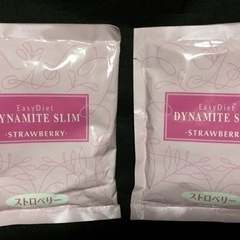 EasyDiet
DYNAMITE SLIM
-STRAWBERRY-
ストロベリー
EasyDiet
DYNAMITE S
-STRAWBERRY-
ストロベリー